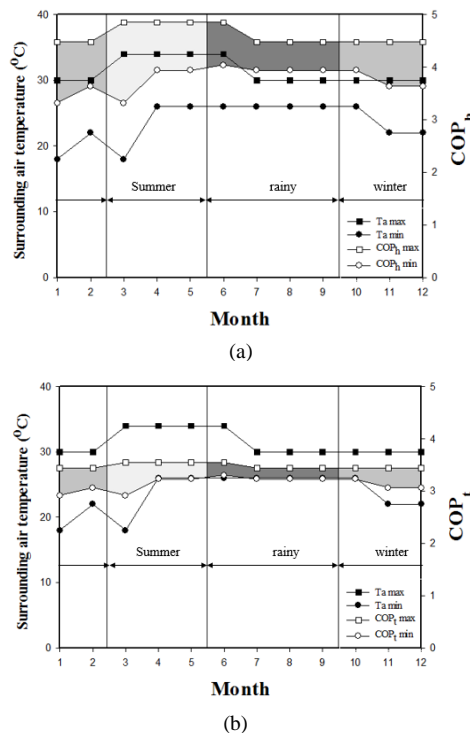 40
30
20
10
0
Surrounding air temperature (°C)
5
4
3
2
1
0
COPh
Summer
rainy
winter
Ta max
Ta min
COPh max
COPh min
1 2 3 4 5 6 7 8 9 10 11 12
Month
(a)
40
30
20
10
0
Surrounding air temperature (°C)
5
4
3
2
1
0
COPt
Summer
rainy
winter
Ta max
Ta min
COPt max
COPt min
1 2 3 4 5 6 7 8 9 10 11 12
Month
(b)